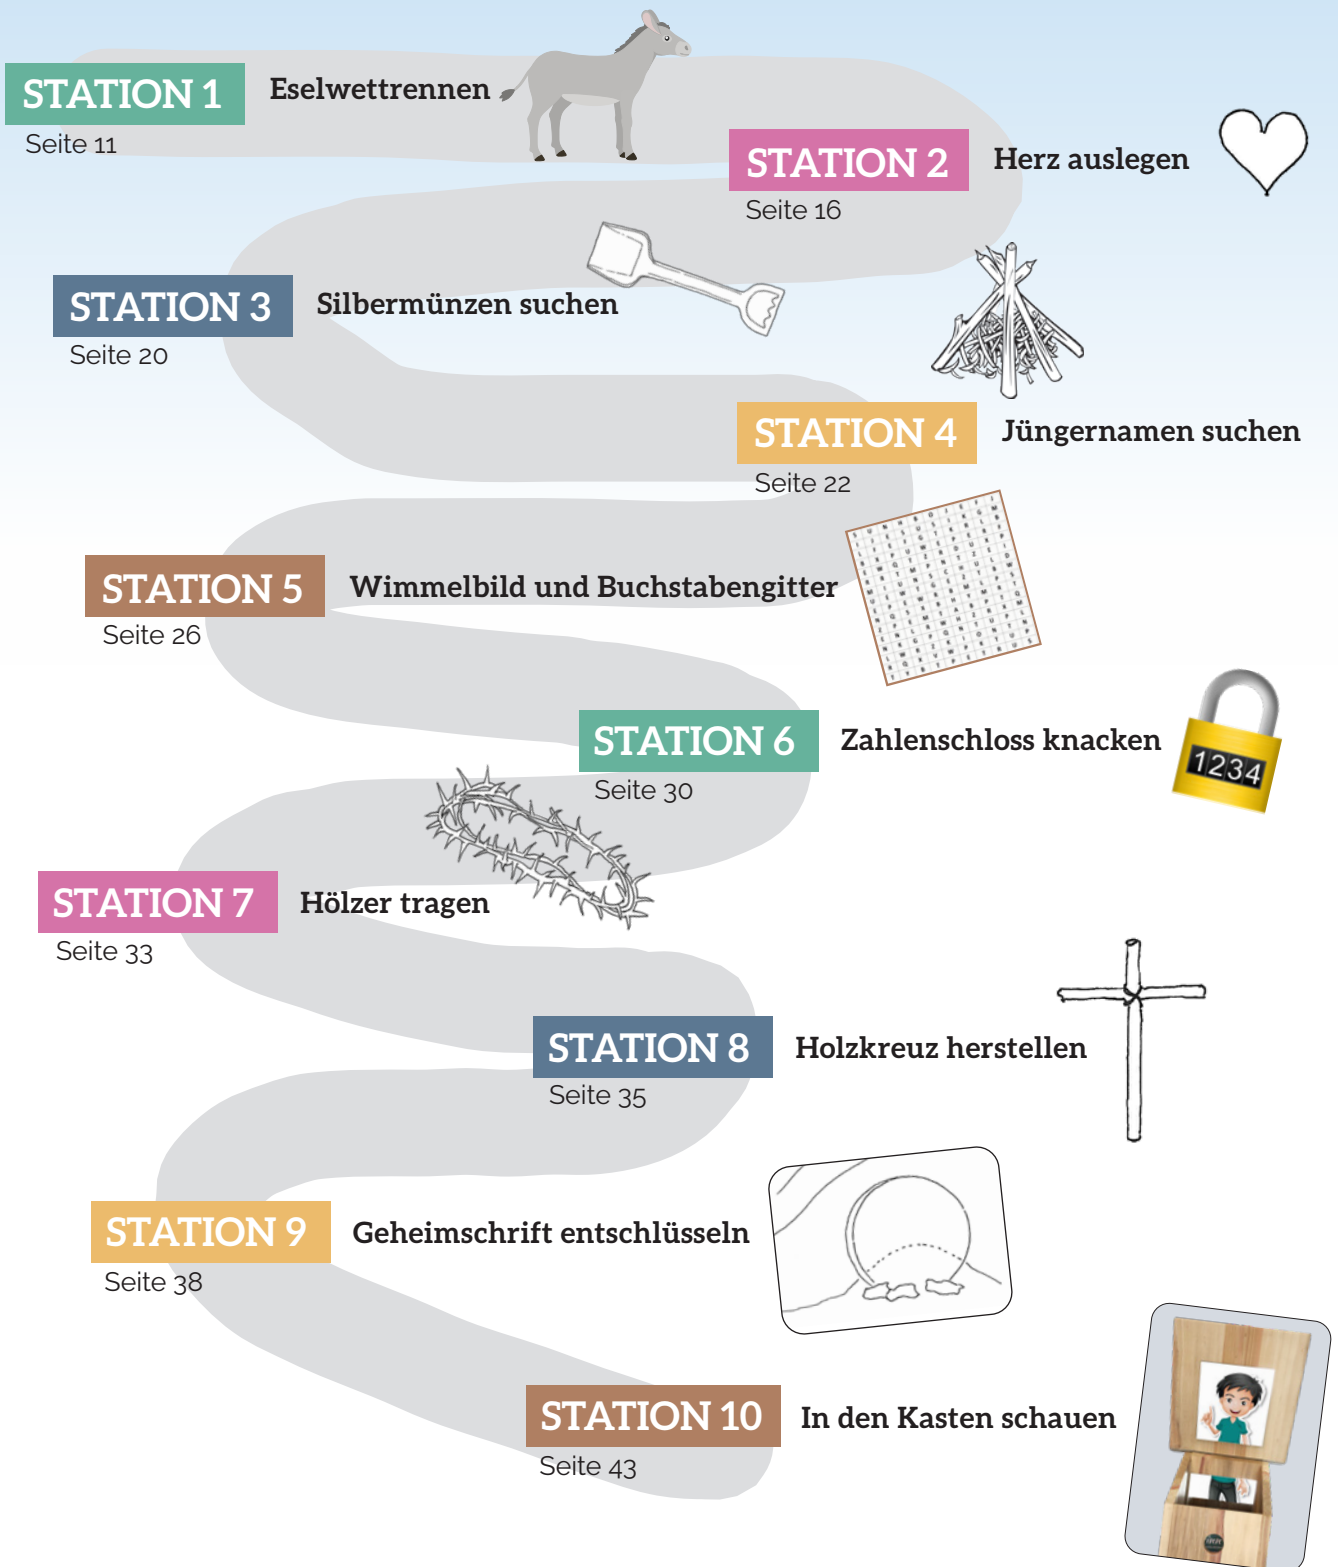 STATION 1
Eselwettrennen
Seite 11
STATION 2
Herz auslegen
Seite 16
STATION 3
Silbermünzen suchen
Seite 20
STATION 4
Jüngernamen suchen
Seite 22
STATION 5
Wimmelbild und Buchstabengitter
Seite 26
STATION 6
Zahlenschloss knacken
Seite 30
1234
STATION 7
Hölzer tragen
Seite 33
STATION 8
Holzkreuz herstellen
Seite 35
STATION 9
Geheimschrift entschlüsseln
Seite 38
STATION 10
In den Kasten schauen
Seite 43